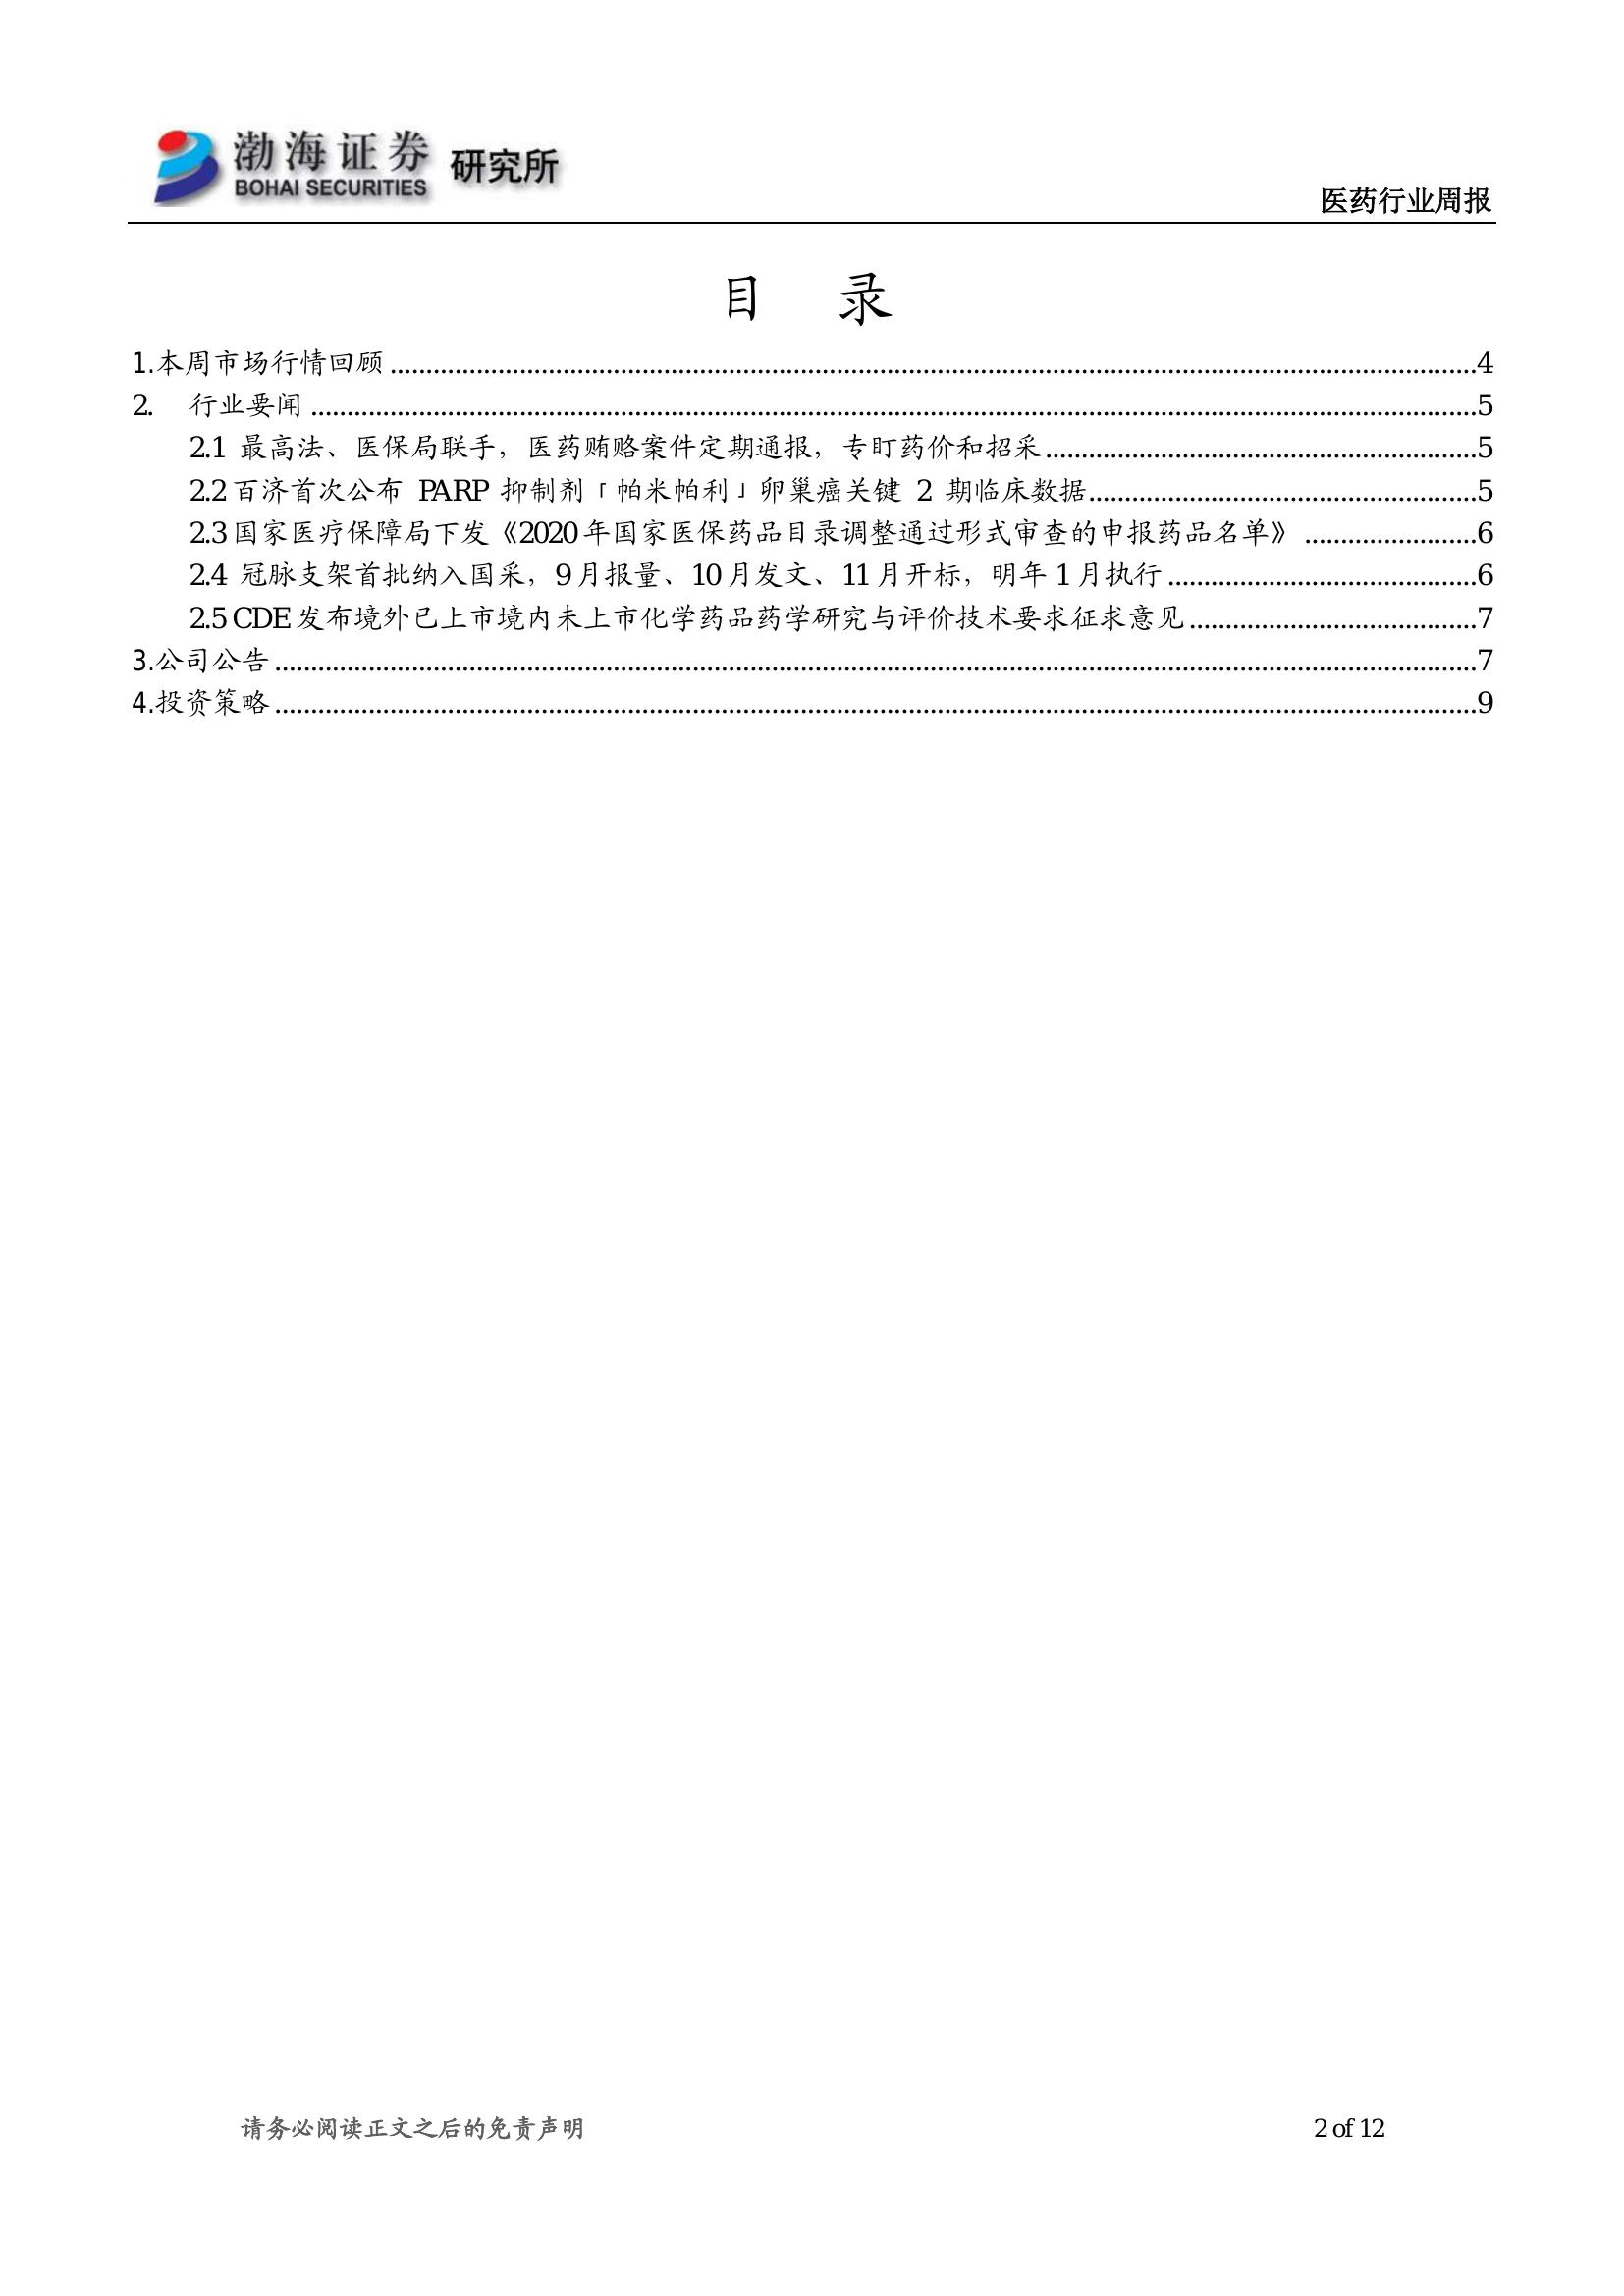 渤海证券 研究所
BOHAI SECURITIES
医药行业周报
目 录
1.本周市场行情回顾........4
2. 行业要闻........5
2.1 最高法、医保局联手，医药贿赂案件定期通报，专盯药价和招采........5
2.2百济首次公布 PARP 抑制剂「帕米帕利」卵巢癌关键 2 期临床数据........5
2.3国家医疗保障局下发《2020年国家医保药品目录调整通过形式审查的申报药品名单》........6
2.4 冠脉支架首批纳入国采，9月报量、10月发文、11月开标，明年1月执行........6
2.5 CDE发布境外已上市境内未上市化学药品药学研究与评价技术要求征求意见........7
3.公司公告........7
4.投资策略........9
请务必阅读正文之后的免责声明 2 of 12